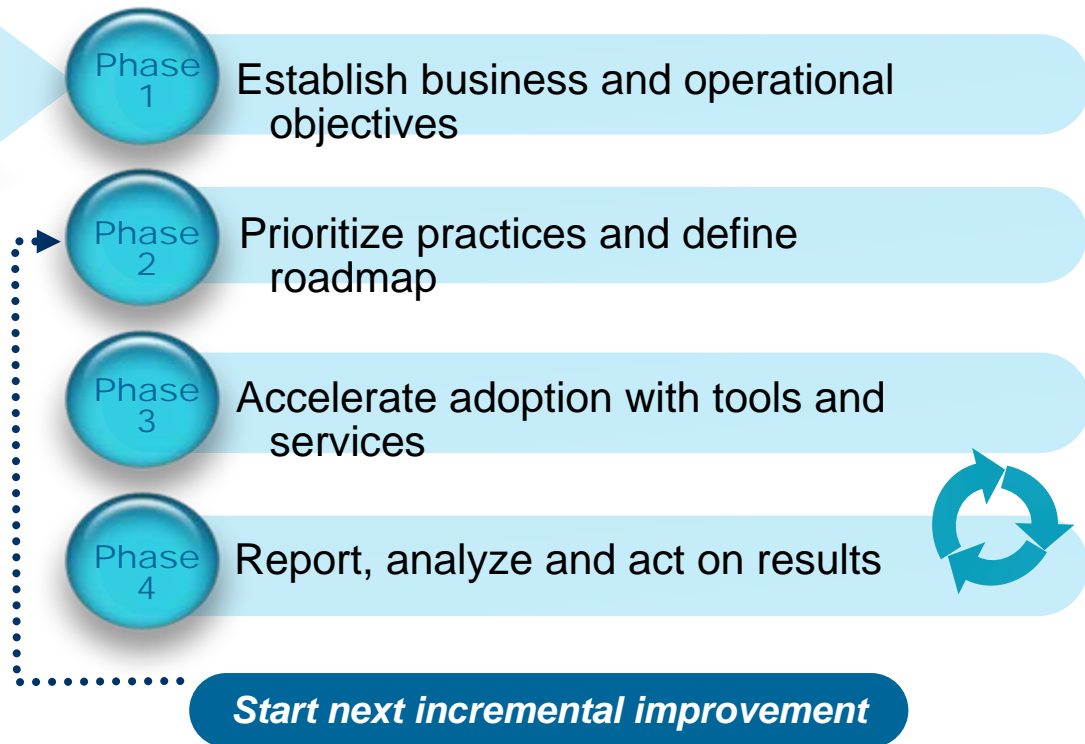 Phase
1
Establish business and operational
objectives
Phase
2
Prioritize practices and define
roadmap
Phase
3
Accelerate adoption with tools and
services
Phase
4
Report, analyze and act on results
Start next incremental improvement